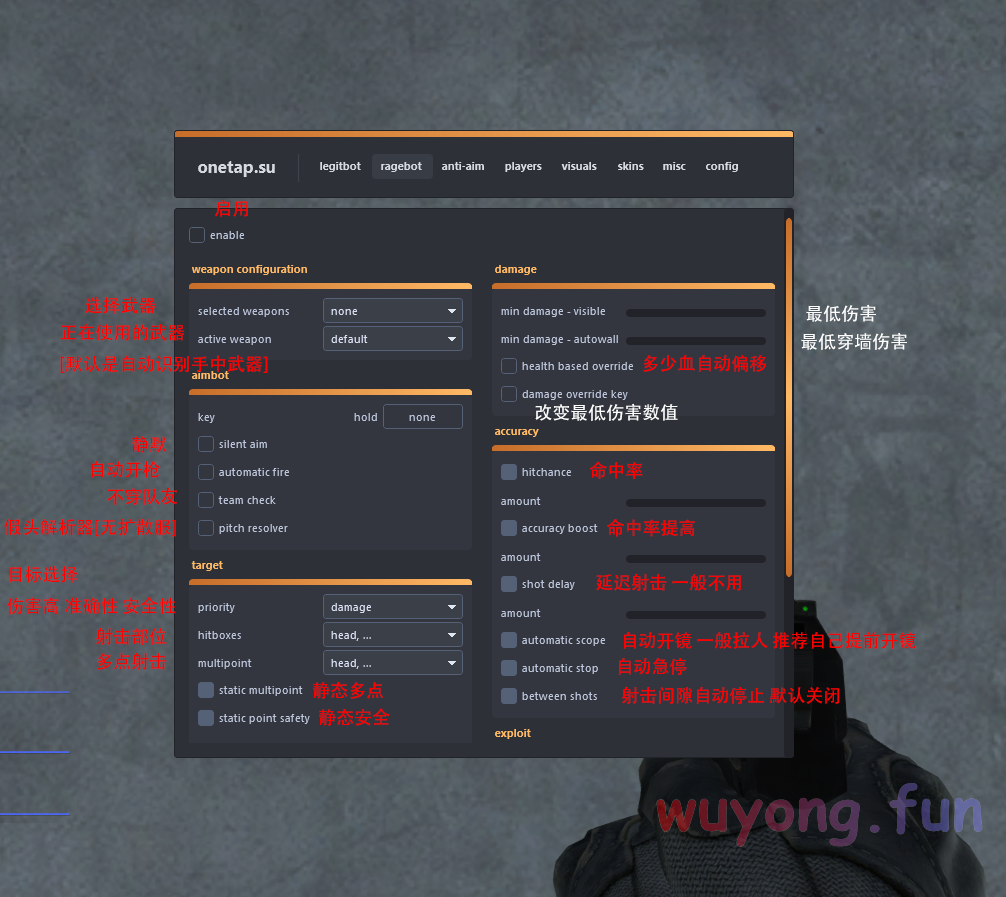 onetap.su legitbot ragebot anti-aim players visuals skins misc config
启用
enable
weapon configuration
选择武器
selected weapons none
正在使用的武器
active weapon default
[默认是自动识别手中武器]
aimbot
key hold none
静默
silent aim
自动开枪
automatic fire
不穿队友
team check
假头解析器[无扩散服]
pitch resolver
target
目标选择
伤害高 准确性 安全性
priority damage
射击部位
hitboxes head, ...
多点射击
multipoint head, ...
static multipoint 静态多点
static point safety 静态安全
damage
min damage - visible 最低伤害
min damage - autowall 最低穿墙伤害
health based override 多少血自动偏移
damage override key
改变最低伤害数值
accuracy
hitchance 命中率
amount
accuracy boost 命中率提高
amount
shot delay 延迟射击 一般不用
amount
automatic scope 自动开镜 一般拉人 推荐自己提前开镜
automatic stop 自动急停
between shots 射击间隙自动停止 默认关闭
exploit
wuyong.fun